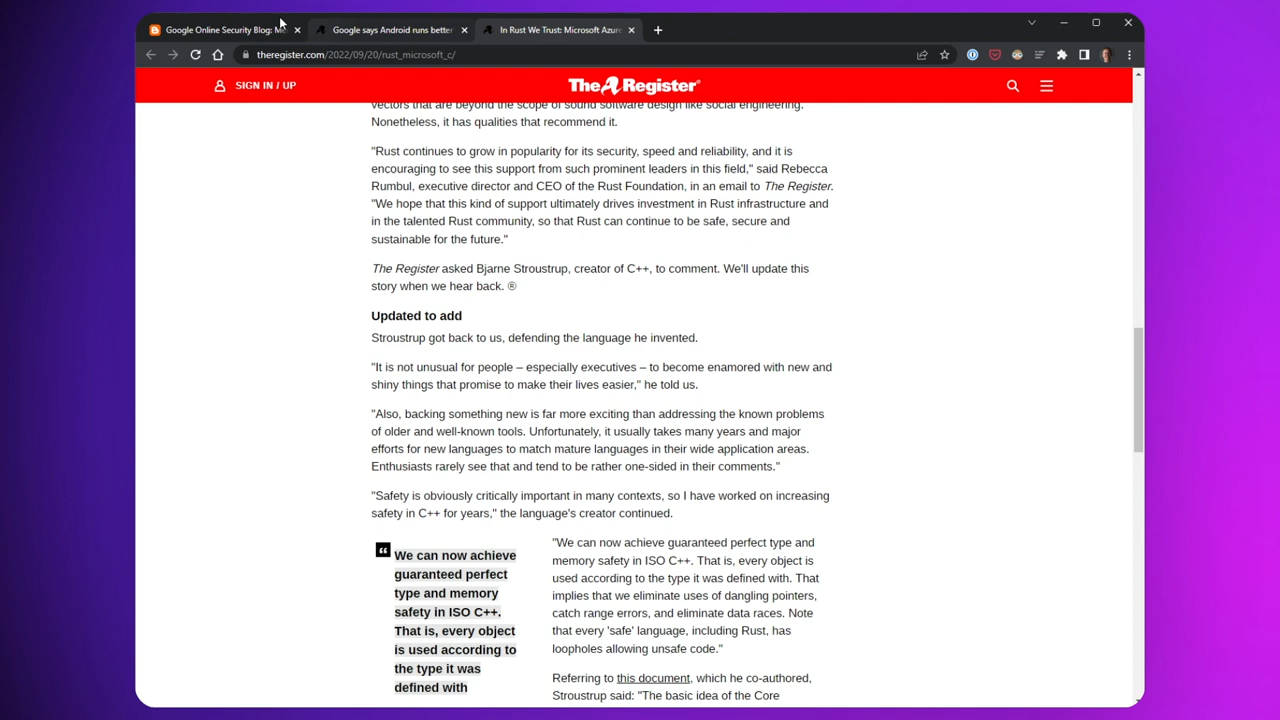 Google Online Security Blog: Me
Google says Android runs better
In Rust We Trust: Microsoft Azure
theregister.com/2022/09/20/rust_microsoft_c/
SIGN IN / UP
The Register®
vectors that are beyond the scope of sound software design like social engineering.
Nonetheless, it has qualities that recommend it.
"Rust continues to grow in popularity for its security, speed and reliability, and it is
encouraging to see this support from such prominent leaders in this field," said Rebecca
Rumbul, executive director and CEO of the Rust Foundation, in an email to The Register.
"We hope that this kind of support ultimately drives investment in Rust infrastructure and
in the talented Rust community, so that Rust can continue to be safe, secure and
sustainable for the future."
The Register asked Bjarne Stroustrup, creator of C++, to comment. We'll update this
story when we hear back. ®
Updated to add
Stroustrup got back to us, defending the language he invented.
"It is not unusual for people – especially executives – to become enamored with new and
shiny things that promise to make their lives easier," he told us.
"Also, backing something new is far more exciting than addressing the known problems
of older and well-known tools. Unfortunately, it usually takes many years and major
efforts for new languages to match mature languages in their wide application areas.
Enthusiasts rarely see that and tend to be rather one-sided in their comments."
"Safety is obviously critically important in many contexts, so I have worked on increasing
safety in C++ for years," the language's creator continued.
We can now achieve
guaranteed perfect
type and memory
safety in ISO C++.
That is, every object
is used according to
the type it was
defined with
"We can now achieve guaranteed perfect type and
memory safety in ISO C++. That is, every object is
used according to the type it was defined with. That
implies that we eliminate uses of dangling pointers,
catch range errors, and eliminate data races. Note
that every 'safe' language, including Rust, has
loopholes allowing unsafe code."
Referring to this document, which he co-authored,
Stroustrup said: "The basic idea of the Core